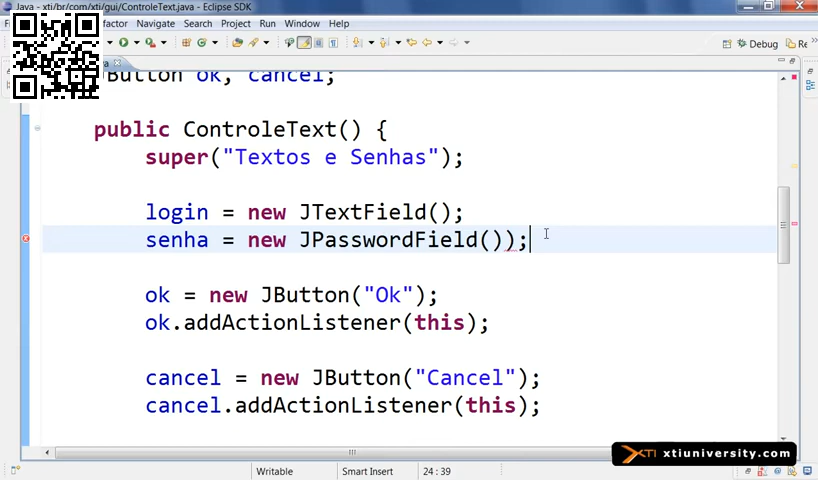 Java - xti/br/com/xti/gui/ControleText.java - Eclipse SDK
Navigate Search Project Run Window Help
Debug
JButton ok, cancel;
public ControleText() {
super("Textos e Senhas");
login = new JTextField();
senha = new JPasswordField());
ok = new JButton("Ok");
ok.addActionListener(this);
cancel = new JButton("Cancel");
cancel.addActionListener(this);
XTI xtiuniversity.com
Writable Smart Insert 24 : 39